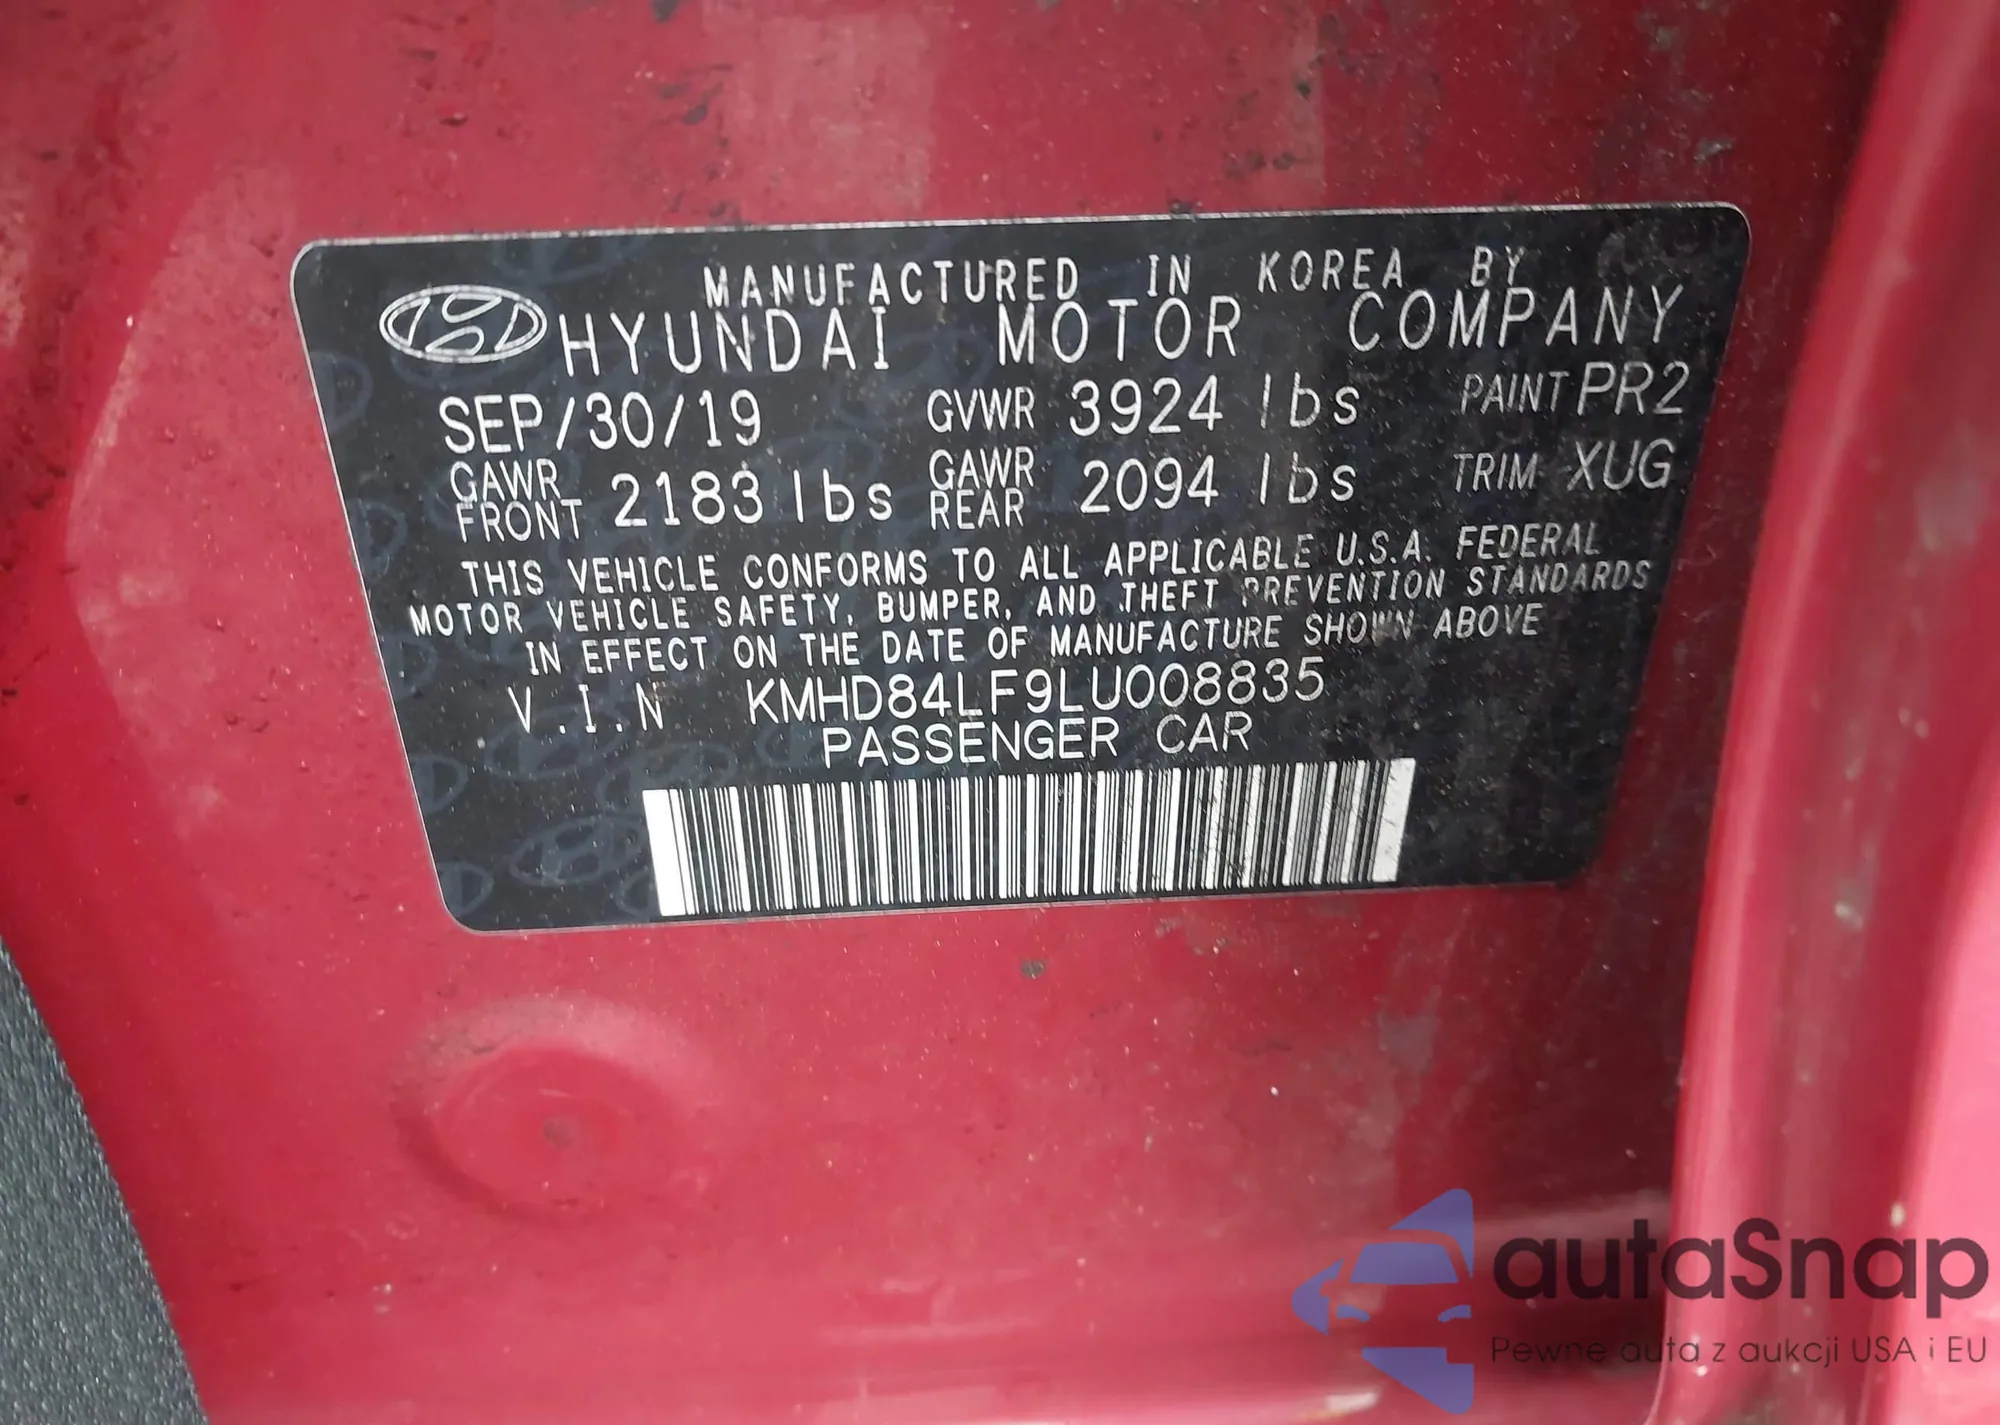 MANUFACTURED IN KOREA BY
HYUNDAI MOTOR COMPANY
SEP/30/19 GVWR 3924 lbs PAINT PR2
GAWR FRONT 2183 lbs GAWR REAR 2094 lbs TRIM XUG
THIS VEHICLE CONFORMS TO ALL APPLICABLE U.S.A. FEDERAL
MOTOR VEHICLE SAFETY, BUMPER, AND THEFT PREVENTION STANDARDS
IN EFFECT ON THE DATE OF MANUFACTURE SHOWN ABOVE
V.I.N KMHD84LF9LU008835
PASSENGER CAR
autaSnap
Pewne auta z aukcji USA i EU